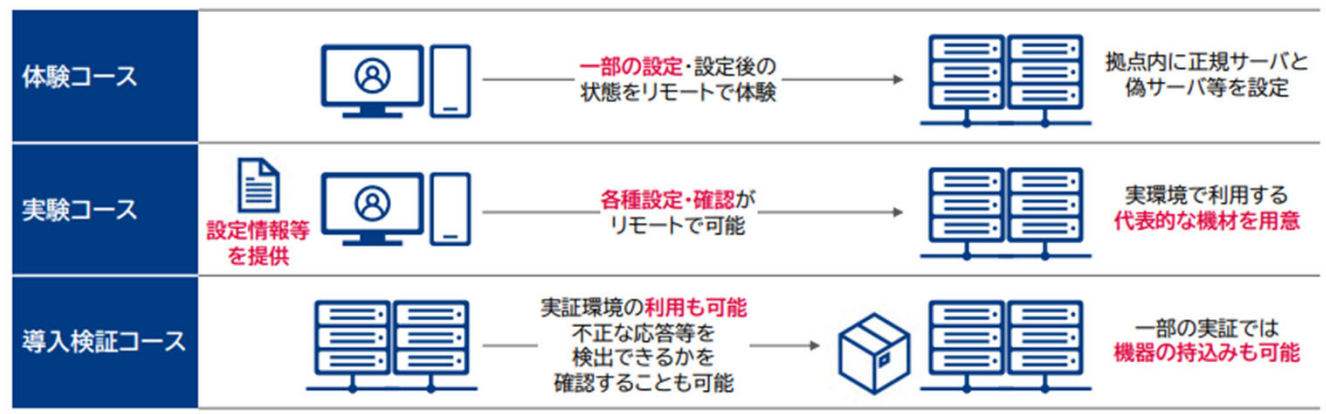 体験コース
一部の設定・設定後の
状態をリモートで体験
拠点内に正規サーバと
偽サーバ等を設定
実験コース
設定情報等
を提供
各種設定・確認が
リモートで可能
実環境で利用する
代表的な機材を用意
導入検証コース
実証環境の利用も可能
不正な応答等を
検出できるかを
確認することも可能
一部の実証では
機器の持込みも可能